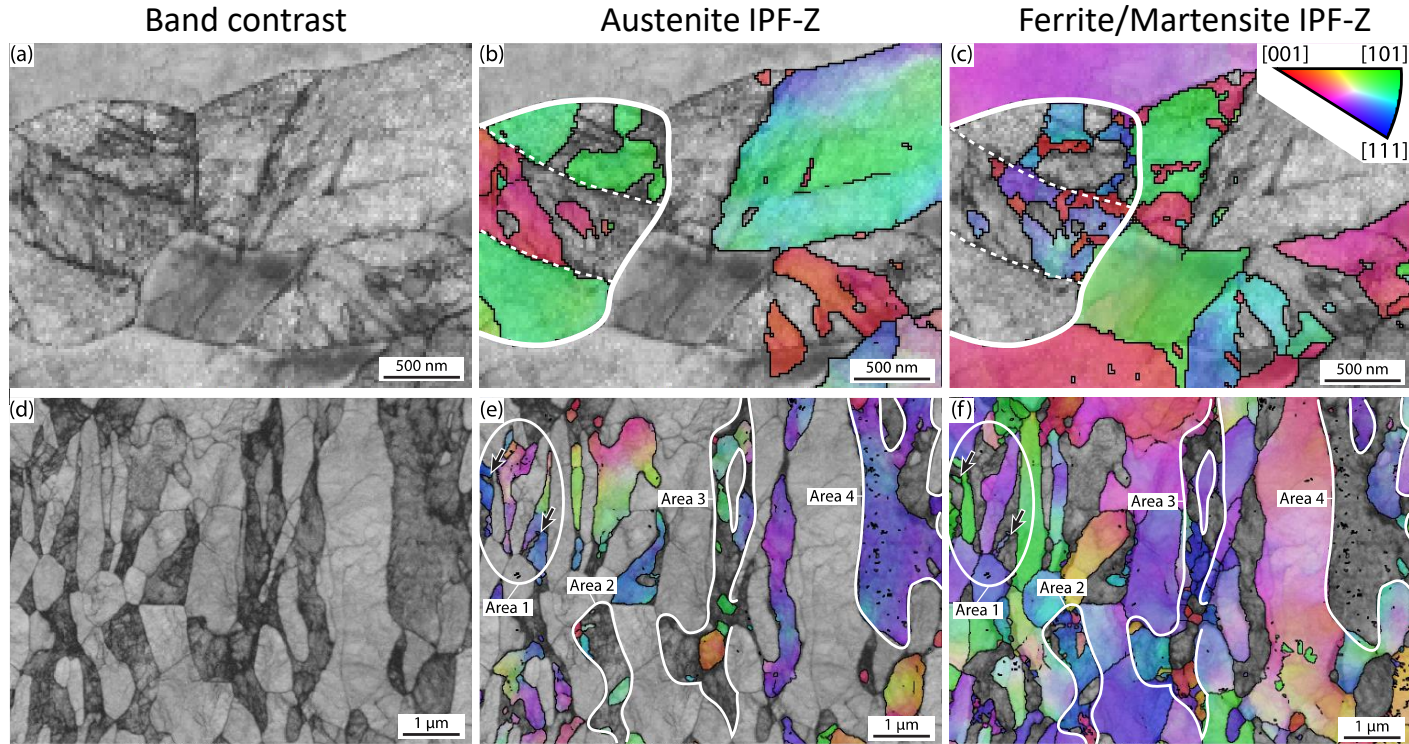 Band contrast
Austenite IPF-Z
Ferrite/Martensite IPF-Z
(a)
(b)
(c)
[001]
[101]
[111]
500 nm
500 nm
500 nm
(d)
(e)
(f)
Area 3
Area 4
Area 3
Area 4
Area 1
Area 2
Area 1
Area 2
1 µm
1 µm
1 µm